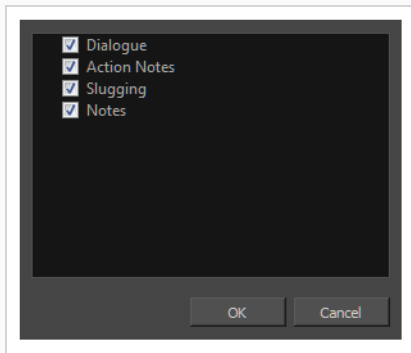 Dialogue
Action Notes
Slugging
Notes
OK Cancel